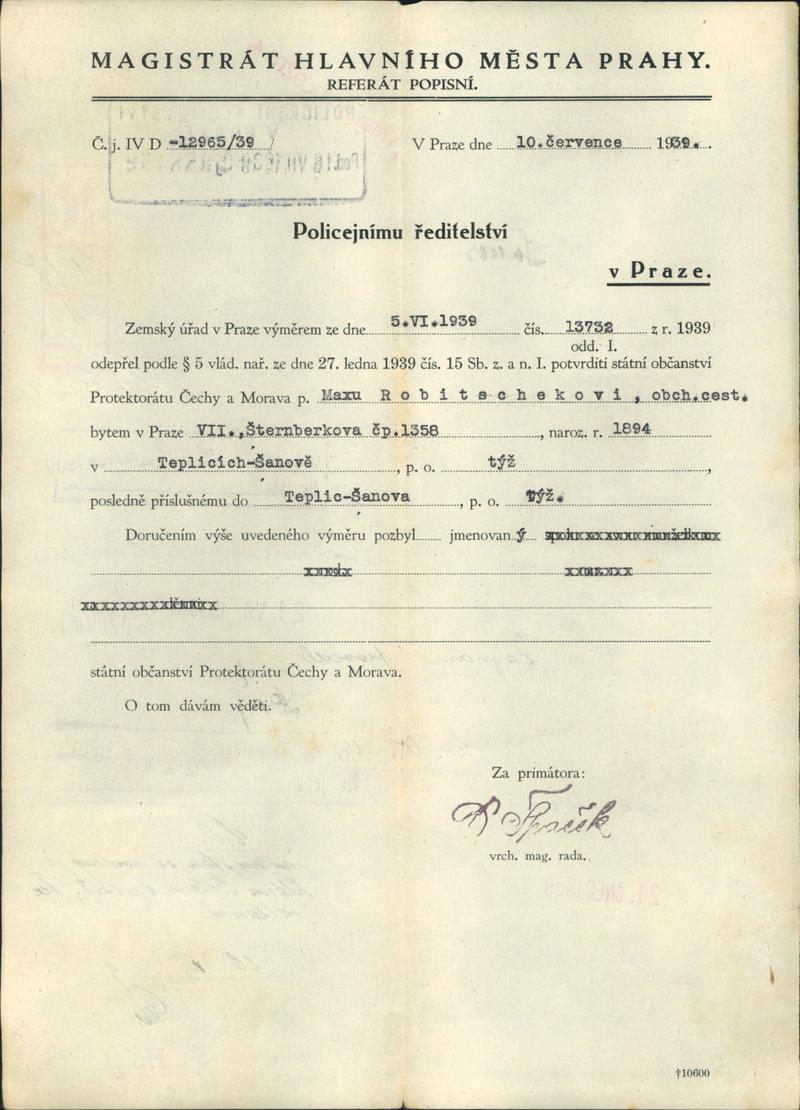 MAGISTRÁT HLAVNÍHO MĚSTA PRAHY.
REFERÁT POPISNÍ.
Č. j. IV D -12965/39 / V Praze dne 10.července 1939.
Policejnímu ředitelství
v Praze.
Zemský úřad v Praze výměrem ze dne 5.VI.1939 čís. 13732 z r. 1939
odd. I.
odepřel podle § 5 vlád. nař. ze dne 27. ledna 1939 čís. 15 Sb. z. a n. I. potvrditi státní občanství
Protektorátu Čechy a Morava p. Maxu Robitschekovi, obch.cest.
bytem v Praze VII., Šternberkova čp.1358, naroz. r. 1894
v Teplicích-Šanově, p. o. týž,
posledně příslušnému do Teplic-Šanova, p. o. týž.
Doručením výše uvedeného výměru pozbyl jmenovaný
státní občanství Protektorátu Čechy a Morava.
O tom dávám věděti.
Za primátora:
vrch. mag. rada.
†10600